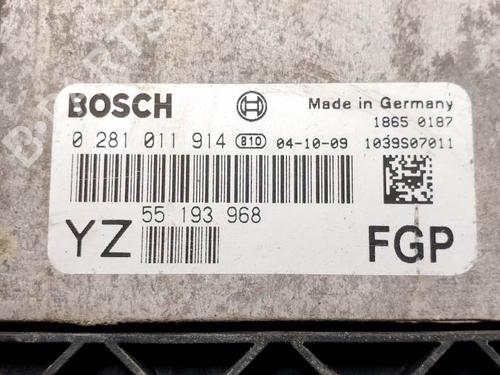 BOSCH Made in Germany
1865 0187
0 281 011 914 810 04-10-09 1039S07011
55 193 968
YZ FGP